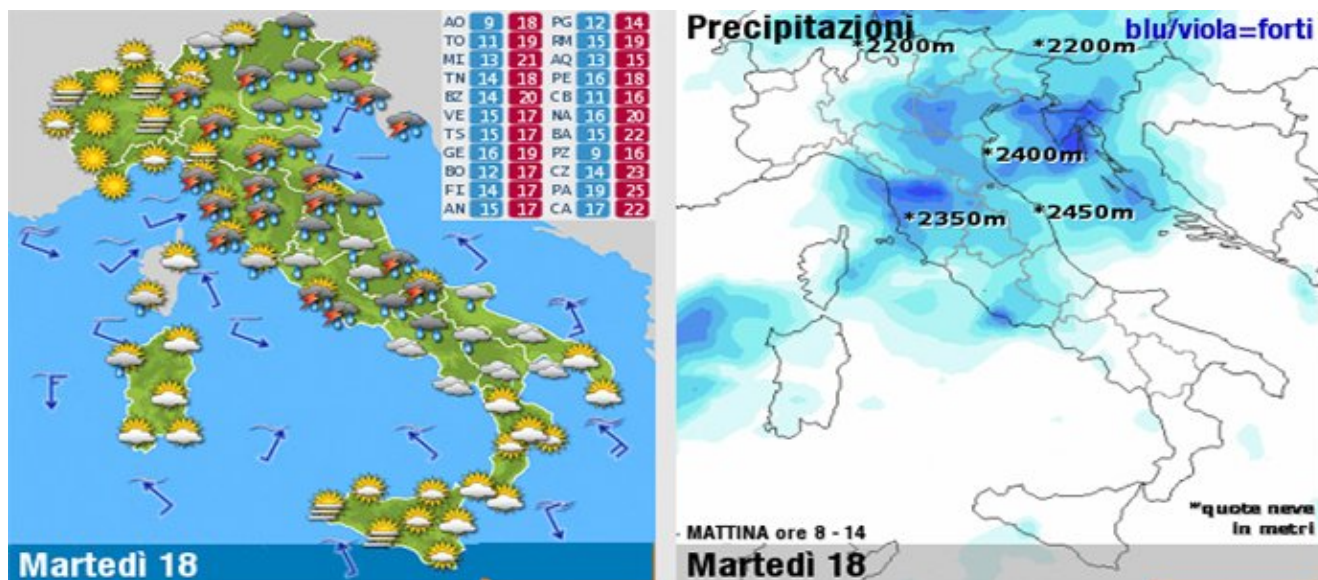 AO 9 18 PG 12 14
TO 11 19 RM 15 19
MI 13 21 AQ 13 15
TN 14 18 PE 16 18
BZ 14 20 CB 11 16
VE 15 17 NA 16 20
TS 15 17 BA 15 22
GE 16 19 PZ 9 16
BO 12 17 CZ 14 23
FI 14 17 PA 19 25
AN 15 17 CA 17 22
Martedì 18
Precipitazioni blu/viola=forti
*2200m *2200m
*2400m
*2350m *2450m
*quote neve
in metri
- MATTINA ore 8 - 14
Martedì 18